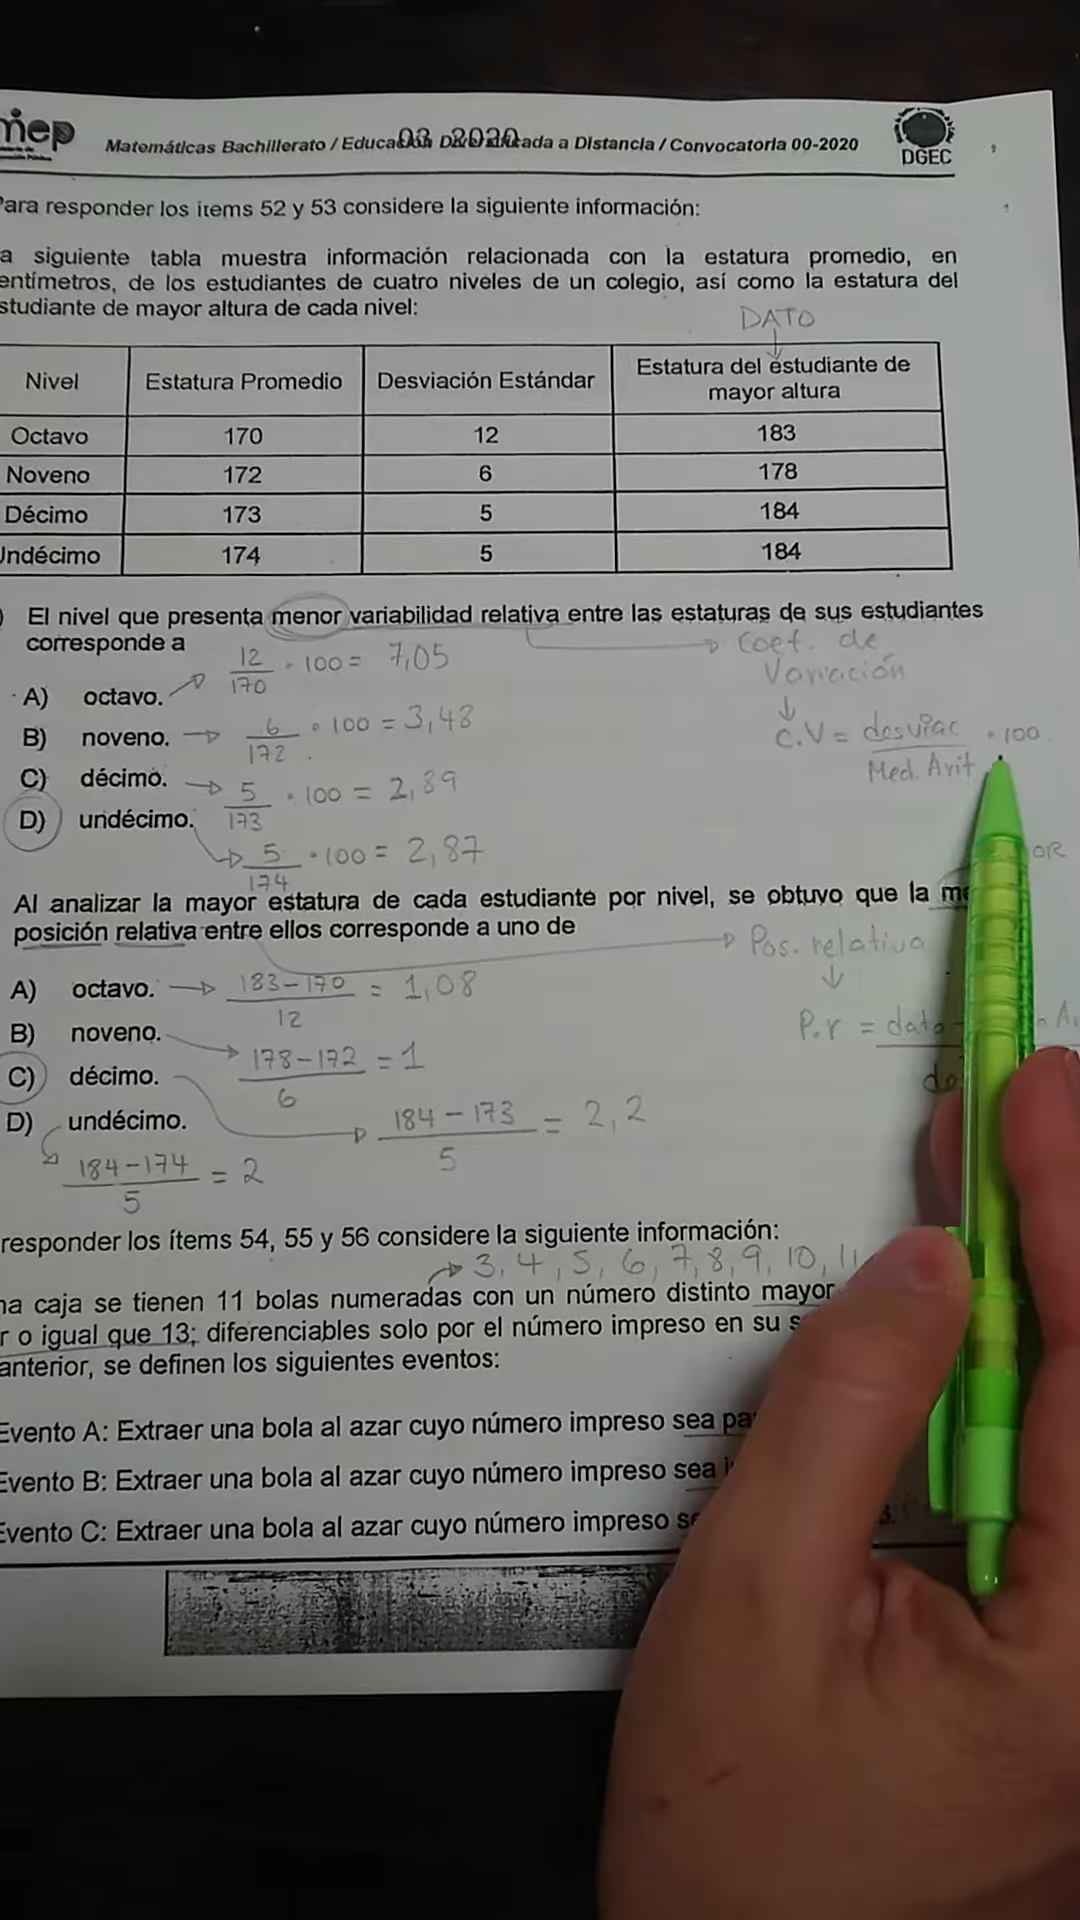 mep
Matemáticas Bachillerato / Educación Diversificada a Distancia / Convocatoria 00-2020
03 2020
DGEC
Para responder los ítems 52 y 53 considere la siguiente información:
a siguiente tabla muestra información relacionada con la estatura promedio, en
entímetros, de los estudiantes de cuatro niveles de un colegio, así como la estatura del
studiante de mayor altura de cada nivel:
DATO
Nivel Estatura Promedio Desviación Estándar Estatura del estudiante de mayor altura
Octavo 170 12 183
Noveno 172 6 178
Décimo 173 5 184
Undécimo 174 5 184
) El nivel que presenta menor variabilidad relativa entre las estaturas de sus estudiantes
corresponde a
Coef. de
Variación
C.V = desviac / Med. Arit · 100
A) octavo. 12/170 · 100 = 7,05
B) noveno. 6/172 · 100 = 3,48
C) décimo. 5/173 · 100 = 2,89
D) undécimo. 5/174 · 100 = 2,87
OR
Al analizar la mayor estatura de cada estudiante por nivel, se obtuvo que la
posición relativa entre ellos corresponde a uno de
Pos. relativa
P.r = dato
A) octavo. 183-170 / 12 = 1,08
B) noveno. 178-172 / 6 = 1
C) décimo. 184-173 / 5 = 2,2
D) undécimo.
184-174 / 5 = 2
responder los ítems 54, 55 y 56 considere la siguiente información:
3, 4, 5, 6, 7, 8, 9, 10, 11
na caja se tienen 11 bolas numeradas con un número distinto mayor
r o igual que 13; diferenciables solo por el número impreso en su s
anterior, se definen los siguientes eventos:
Evento A: Extraer una bola al azar cuyo número impreso sea pa
Evento B: Extraer una bola al azar cuyo número impreso sea i
Evento C: Extraer una bola al azar cuyo número impreso se